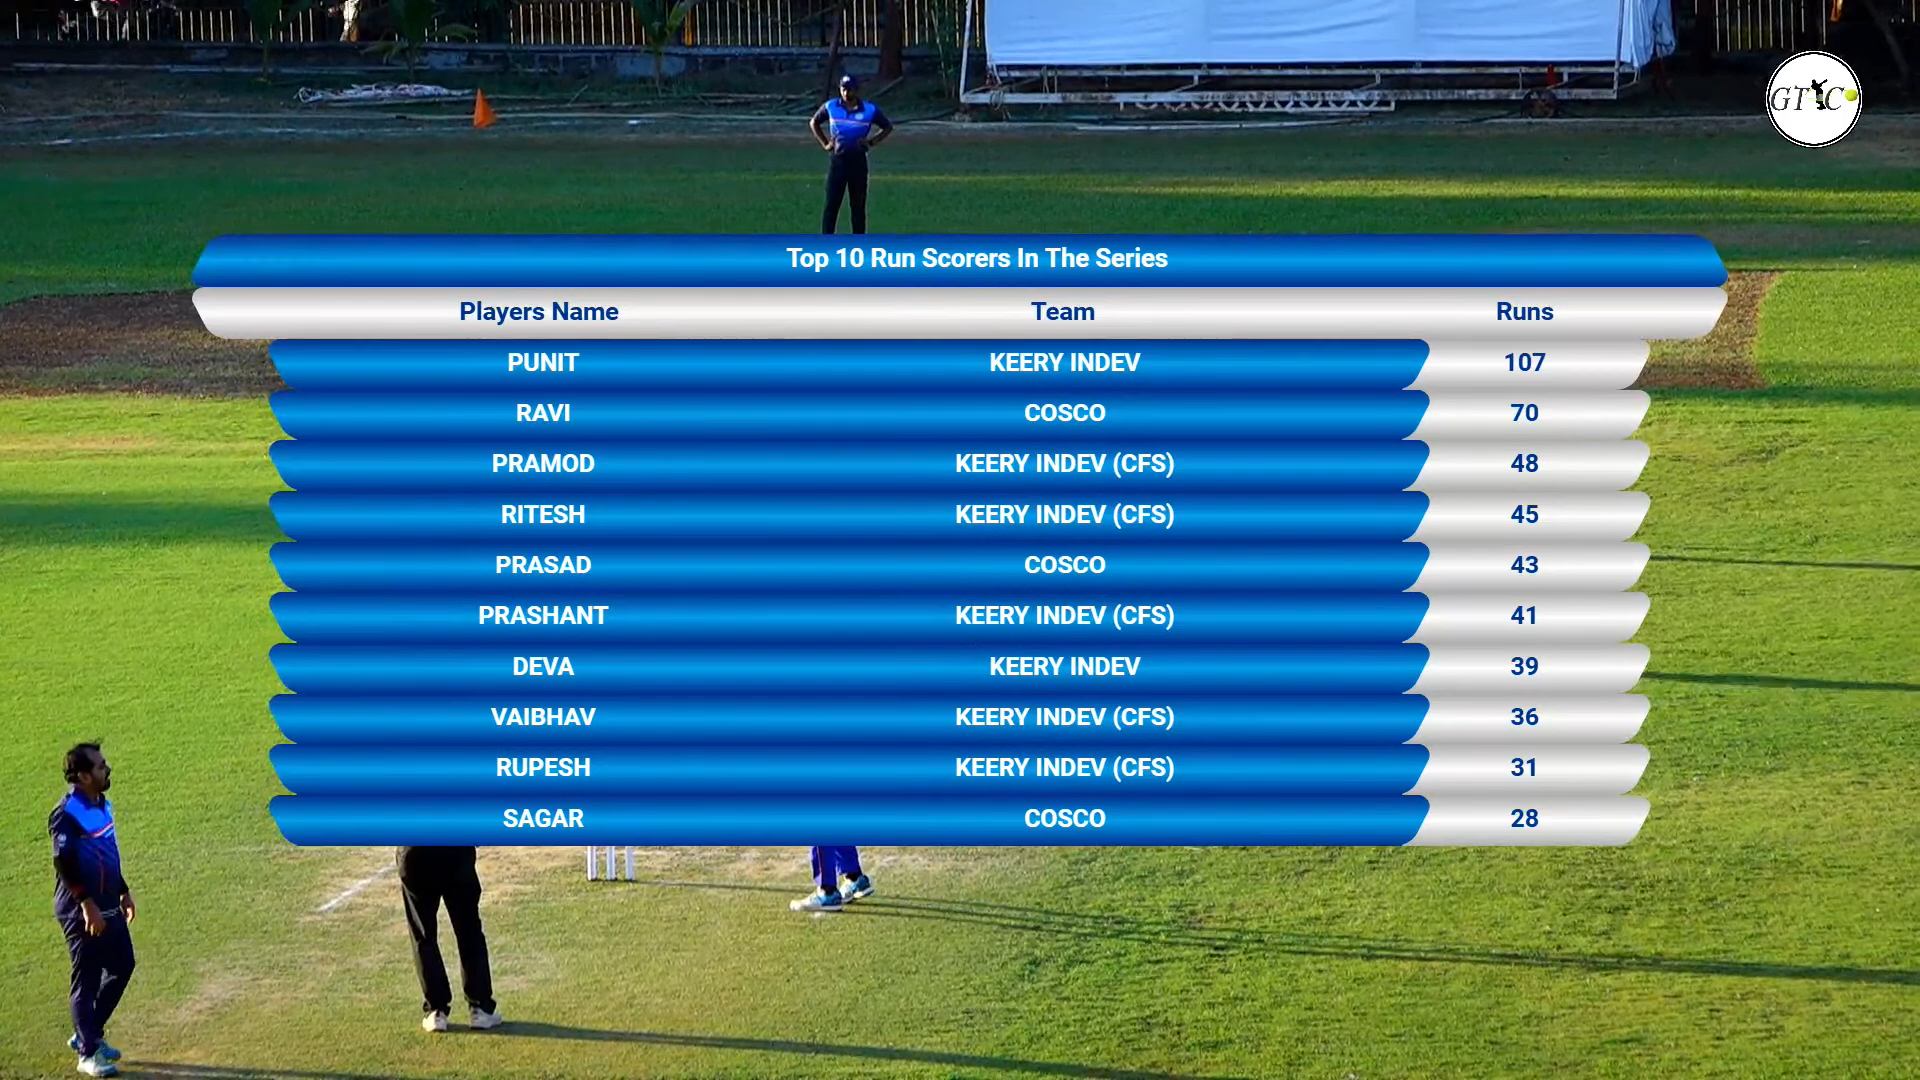 GTC
Top 10 Run Scorers In The Series
Players Name Team Runs
PUNIT KEERY INDEV 107
RAVI COSCO 70
PRAMOD KEERY INDEV (CFS) 48
RITESH KEERY INDEV (CFS) 45
PRASAD COSCO 43
PRASHANT KEERY INDEV (CFS) 41
DEVA KEERY INDEV 39
VAIBHAV KEERY INDEV (CFS) 36
RUPESH KEERY INDEV (CFS) 31
SAGAR COSCO 28